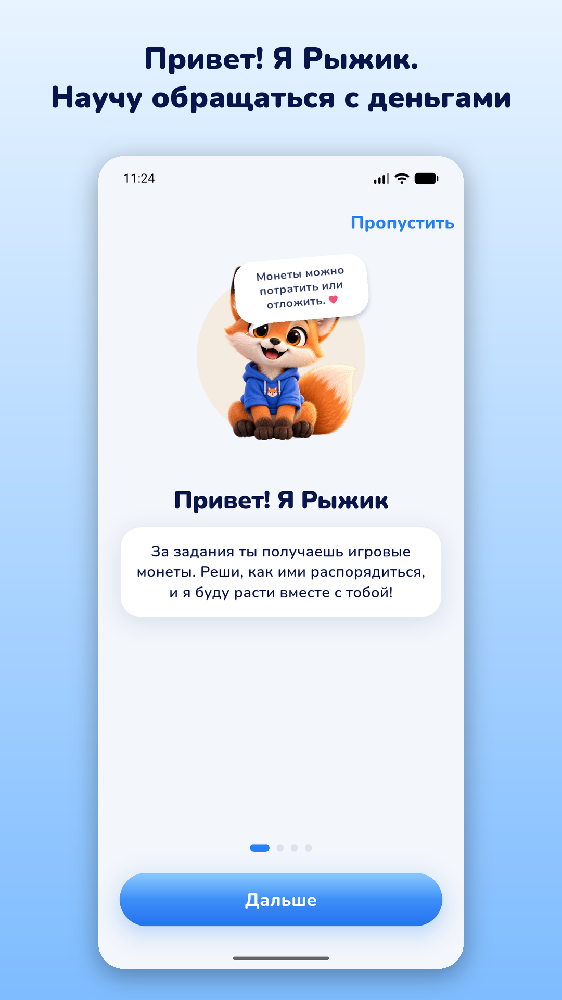 Привет! Я Рыжик.
Научу обращаться с деньгами
11:24
Пропустить
Монеты можно
потратить или
отложить. ♥
Привет! Я Рыжик
За задания ты получаешь игровые
монеты. Реши, как ими распорядиться,
и я буду расти вместе с тобой!
Дальше